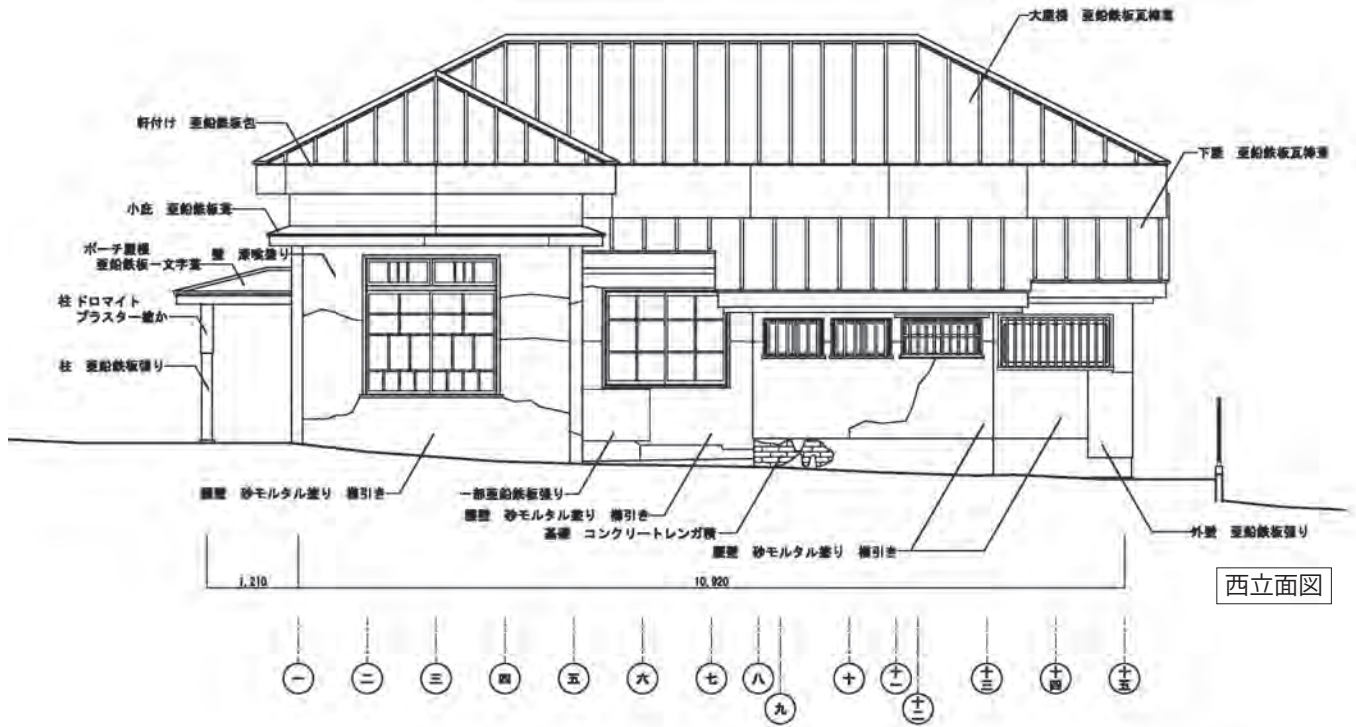 大屋根 亜鉛鉄板瓦棒葺
軒付け 亜鉛鉄板包
下屋 亜鉛鉄板瓦棒葺
小庇 亜鉛鉄板葺
ポーチ屋根
亜鉛鉄板一文字葺
壁 漆喰塗り
柱 ドロマイト
プラスター塗か
柱 亜鉛鉄板張り
腰壁 砂モルタル塗り 櫛引き
一部亜鉛鉄板張り
腰壁 砂モルタル塗り 櫛引き
基礎 コンクリートレンガ積
腰壁 砂モルタル塗り 櫛引き
外壁 亜鉛鉄板張り
1,210
10,920
西立面図
一 二 三 四 五 六 七 八 九 十 十一 十二 十三 十四 十五